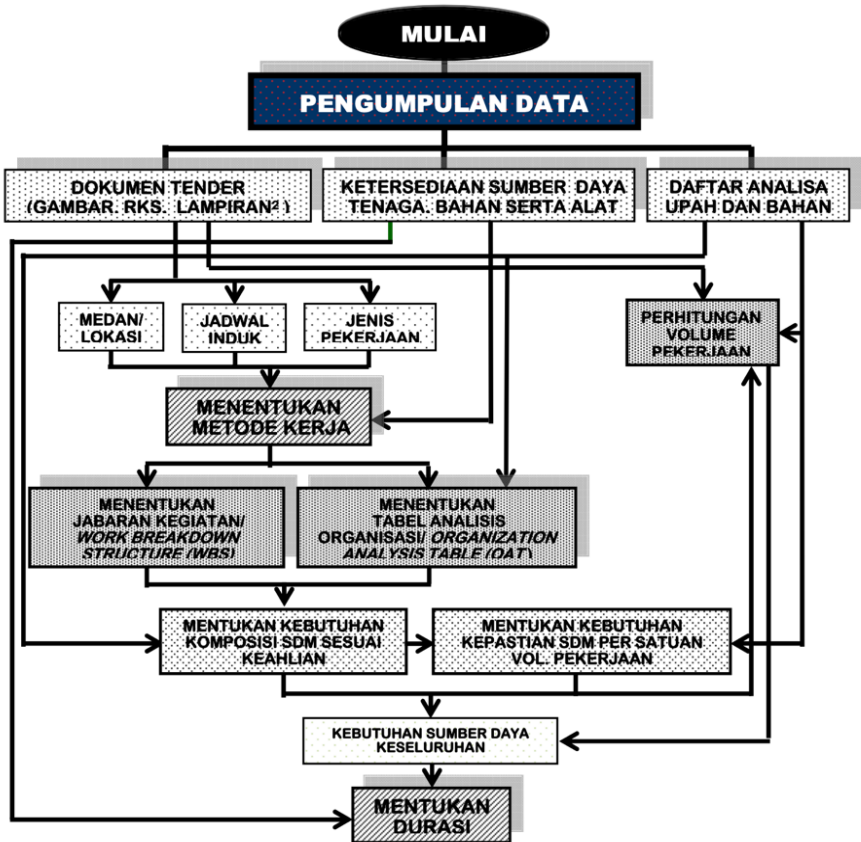 MULAI
PENGUMPULAN DATA
DOKUMEN TENDER
(GAMBAR. RKS. LAMPIRAN² )
KETERSEDIAAN SUMBER DAYA
TENAGA. BAHAN SERTA ALAT
DAFTAR ANALISA
UPAH DAN BAHAN
MEDAN/
LOKASI
JADWAL
INDUK
JENIS
PEKERJAAN
PERHITUNGAN
VOLUME
PEKERJAAN
MENENTUKAN
METODE KERJA
MENENTUKAN
JABARAN KEGIATAN/
WORK BREAKDOWN
STRUCTURE (WBS)
MENENTUKAN
TABEL ANALISIS
ORGANISASI/ ORGANIZATION
ANALYSIS TABLE (OAT)
MENTUKAN KEBUTUHAN
KOMPOSISI SDM SESUAI
KEAHLIAN
MENTUKAN KEBUTUHAN
KEPASTIAN SDM PER SATUAN
VOL. PEKERJAAN
KEBUTUHAN SUMBER DAYA
KESELURUHAN
MENTUKAN
DURASI